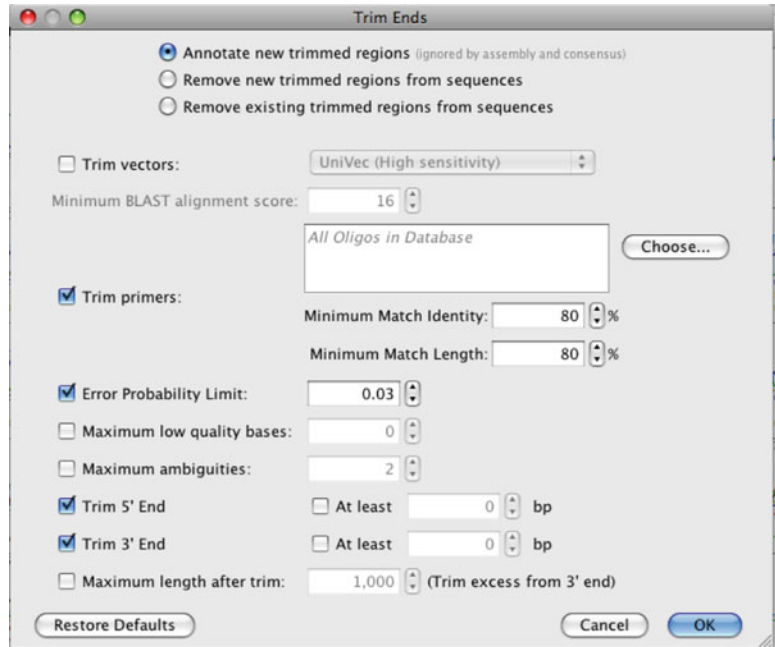 Trim Ends
Annotate new trimmed regions (ignored by assembly and consensus)
Remove new trimmed regions from sequences
Remove existing trimmed regions from sequences
Trim vectors: UniVec (High sensitivity)
Minimum BLAST alignment score: 16
All Oligos in Database
Choose...
Trim primers:
Minimum Match Identity: 80 %
Minimum Match Length: 80 %
Error Probability Limit: 0.03
Maximum low quality bases: 0
Maximum ambiguities: 2
Trim 5' End At least 0 bp
Trim 3' End At least 0 bp
Maximum length after trim: 1,000 (Trim excess from 3' end)
Restore Defaults Cancel OK